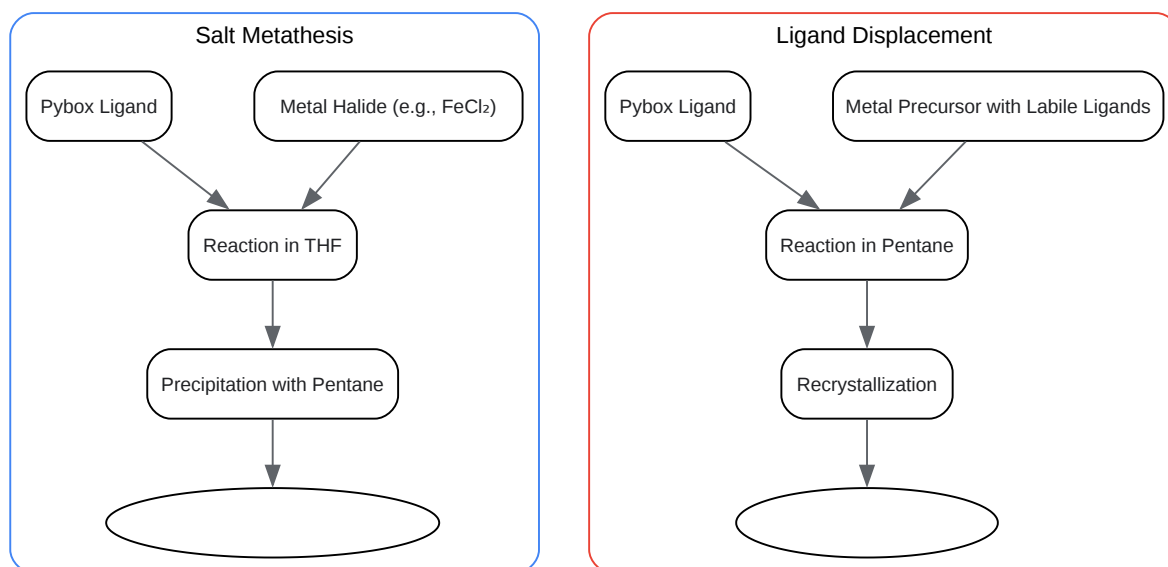 Salt Metathesis
Pybox Ligand
Metal Halide (e.g., FeCl₂)
Reaction in THF
Precipitation with Pentane
Ligand Displacement
Pybox Ligand
Metal Precursor with Labile Ligands
Reaction in Pentane
Recrystallization